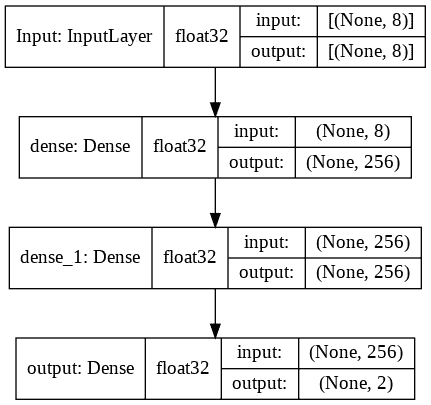 Input: InputLayer float32 input: [(None, 8)]
output: [(None, 8)]
dense: Dense float32 input: (None, 8)
output: (None, 256)
dense_1: Dense float32 input: (None, 256)
output: (None, 256)
output: Dense float32 input: (None, 256)
output: (None, 2)